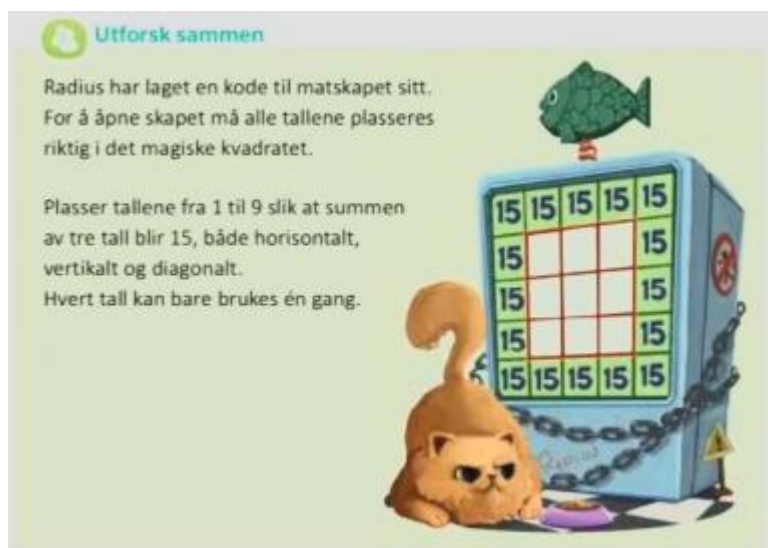 Utforsk sammen
Radius har laget en kode til matskapet sitt.
For å åpne skapet må alle tallene plasseres
riktig i det magiske kvadratet.
Plasser tallene fra 1 til 9 slik at summen
av tre tall blir 15, både horisontalt,
vertikalt og diagonalt.
Hvert tall kan bare brukes én gang.
15 15 15 15 15
15 15
15 15
15 15
15 15 15 15 15
Radius